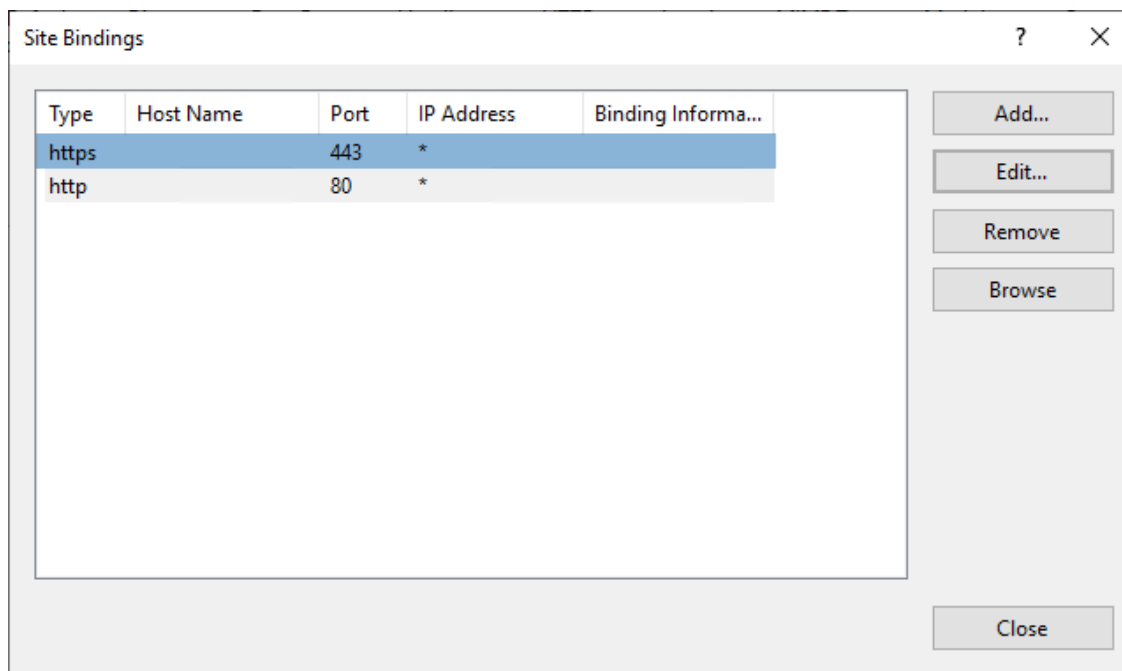 Site Bindings ?
Type Host Name Port IP Address Binding Informa...
https 443 *
http 80 *
Add...
Edit...
Remove
Browse
Close